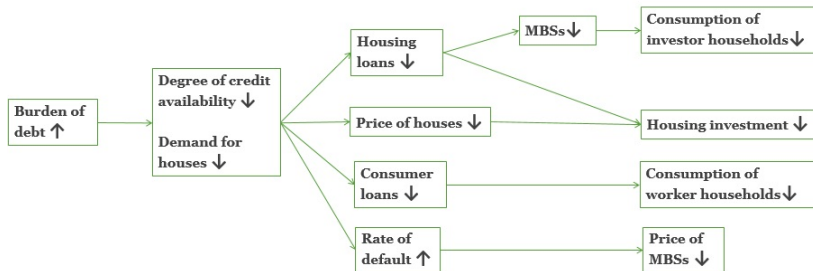 Burden of
debt ↑
Degree of credit
availability ↓
Demand for
houses ↓
Housing
loans ↓
MBSs↓
Consumption of
investor households↓
Price of houses ↓
Housing investment ↓
Consumer
loans ↓
Consumption of
worker households↓
Rate of
default ↑
Price of
MBSs ↓